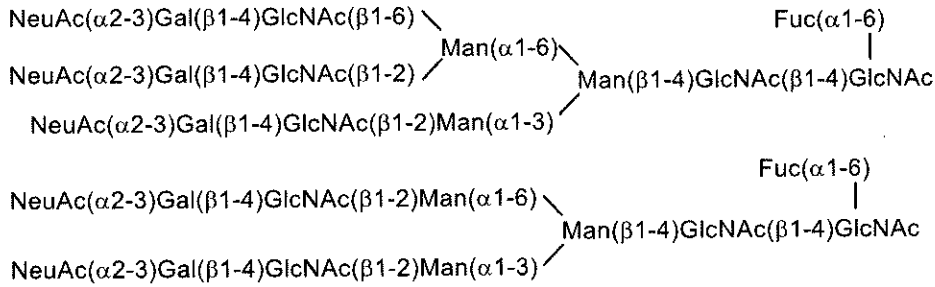 NeuAc(α2-3)Gal(β1-4)GlcNAc(β1-6)
Fuc(α1-6)
Man(α1-6)
NeuAc(α2-3)Gal(β1-4)GlcNAc(β1-2)
Man(β1-4)GlcNAc(β1-4)GlcNAc
NeuAc(α2-3)Gal(β1-4)GlcNAc(β1-2)Man(α1-3)
Fuc(α1-6)
NeuAc(α2-3)Gal(β1-4)GlcNAc(β1-2)Man(α1-6)
Man(β1-4)GlcNAc(β1-4)GlcNAc
NeuAc(α2-3)Gal(β1-4)GlcNAc(β1-2)Man(α1-3)